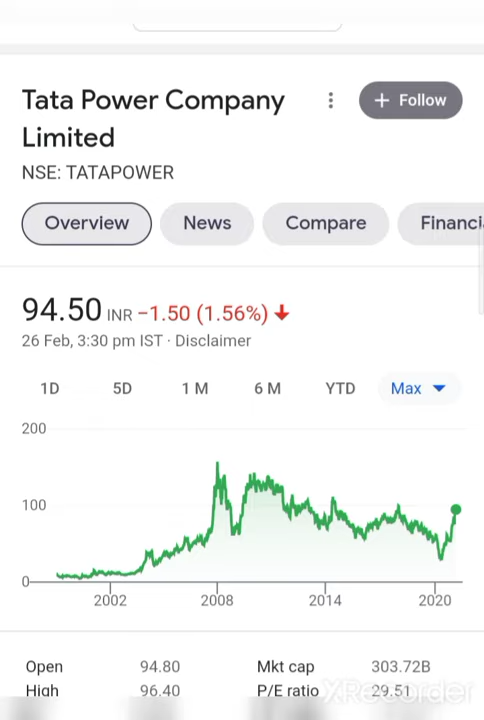 Tata Power Company
Limited
+ Follow
NSE: TATAPOWER
Overview
News
Compare
Financi
94.50 INR −1.50 (1.56%)
26 Feb, 3:30 pm IST · Disclaimer
1D
5D
1 M
6 M
YTD
Max
200
100
0
2002
2008
2014
2020
Open 94.80 Mkt cap 303.72B
High 96.40 P/E ratio 29.51
XRecorder